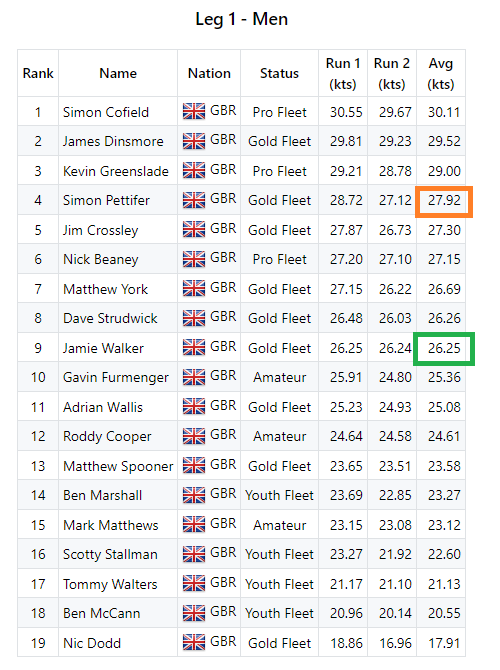 Leg 1 - Men
Rank Name Nation Status Run 1 (kts) Run 2 (kts) Avg (kts)
1 Simon Cofield GBR Pro Fleet 30.55 29.67 30.11
2 James Dinsmore GBR Gold Fleet 29.81 29.23 29.52
3 Kevin Greenslade GBR Pro Fleet 29.21 28.78 29.00
4 Simon Pettifer GBR Gold Fleet 28.72 27.12 27.92
5 Jim Crossley GBR Gold Fleet 27.87 26.73 27.30
6 Nick Beaney GBR Pro Fleet 27.20 27.10 27.15
7 Matthew York GBR Gold Fleet 27.15 26.22 26.69
8 Dave Strudwick GBR Gold Fleet 26.48 26.03 26.26
9 Jamie Walker GBR Gold Fleet 26.25 26.24 26.25
10 Gavin Furmenger GBR Amateur 25.91 24.80 25.36
11 Adrian Wallis GBR Gold Fleet 25.23 24.93 25.08
12 Roddy Cooper GBR Amateur 24.64 24.58 24.61
13 Matthew Spooner GBR Gold Fleet 23.65 23.51 23.58
14 Ben Marshall GBR Youth Fleet 23.69 22.85 23.27
15 Mark Matthews GBR Amateur 23.15 23.08 23.12
16 Scotty Stallman GBR Youth Fleet 23.27 21.92 22.60
17 Tommy Walters GBR Youth Fleet 21.17 21.10 21.13
18 Ben McCann GBR Youth Fleet 20.96 20.14 20.55
19 Nic Dodd GBR Gold Fleet 18.86 16.96 17.91